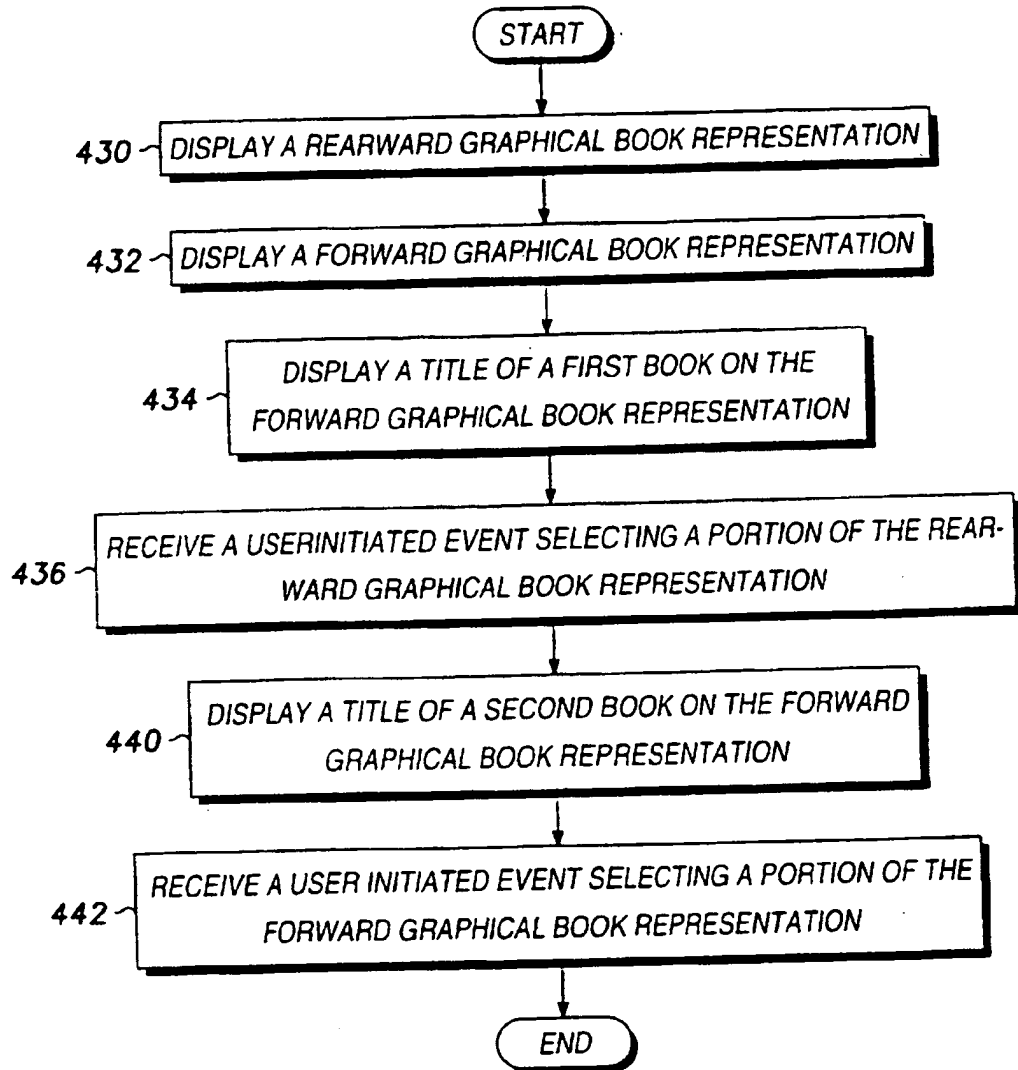 START
430 DISPLAY A REARWARD GRAPHICAL BOOK REPRESENTATION
432 DISPLAY A FORWARD GRAPHICAL BOOK REPRESENTATION
DISPLAY A TITLE OF A FIRST BOOK ON THE
434 FORWARD GRAPHICAL BOOK REPRESENTATION
RECEIVE A USERINITIATED EVENT SELECTING A PORTION OF THE REAR-
436 WARD GRAPHICAL BOOK REPRESENTATION
DISPLAY A TITLE OF A SECOND BOOK ON THE FORWARD
440 GRAPHICAL BOOK REPRESENTATION
RECEIVE A USER INITIATED EVENT SELECTING A PORTION OF THE
442 FORWARD GRAPHICAL BOOK REPRESENTATION
END